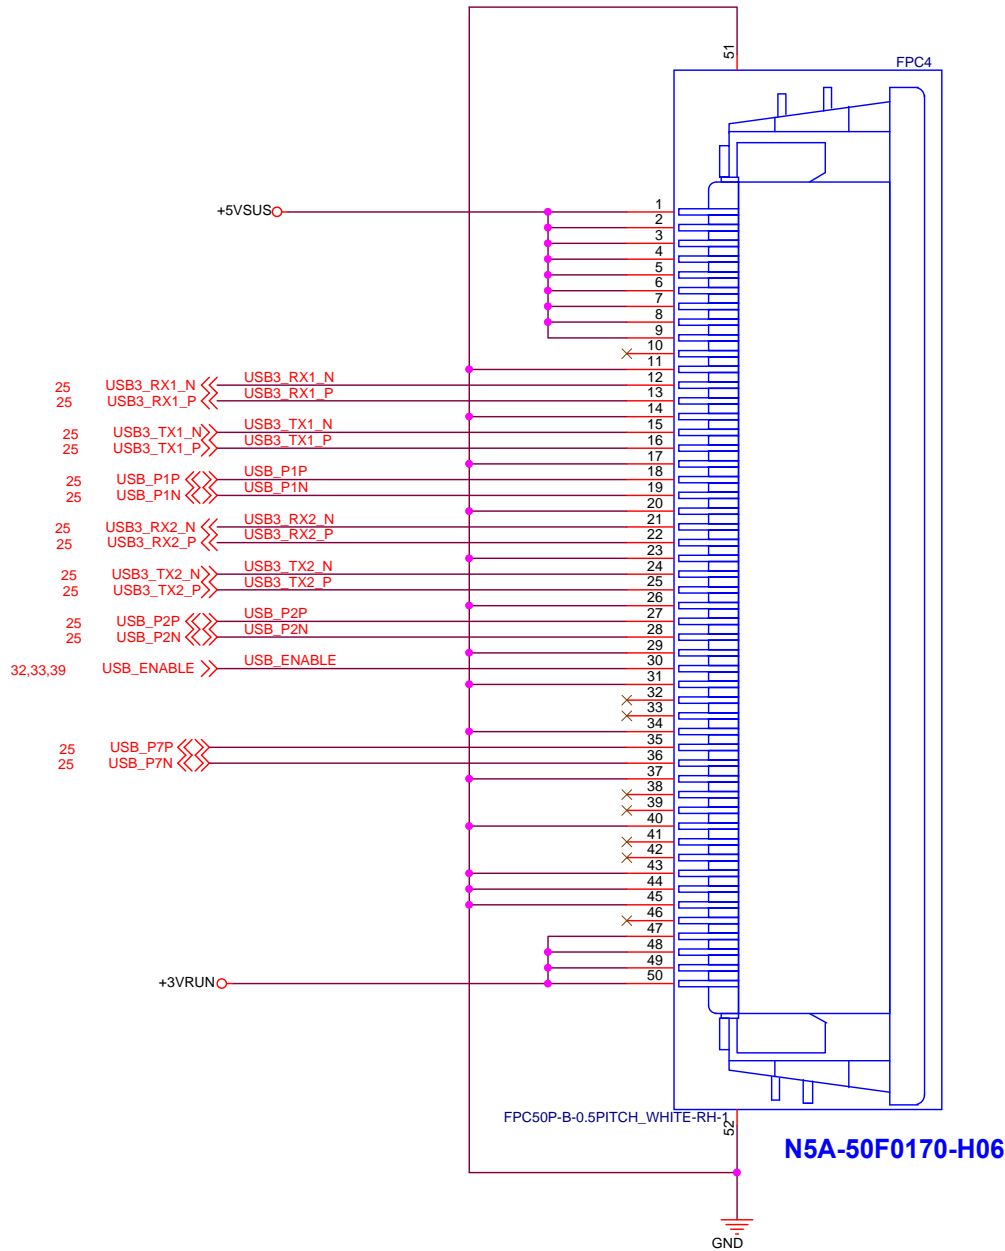 51
FPC4
+5VSUS
1
2
3
4
5
6
7
8
9
10
11
25 USB3_RX1_N USB3_RX1_N 12
25 USB3_RX1_P USB3_RX1_P 13
14
25 USB3_TX1_N USB3_TX1_N 15
25 USB3_TX1_P USB3_TX1_P 16
17
25 USB_P1P USB_P1P 18
25 USB_P1N USB_P1N 19
20
25 USB3_RX2_N USB3_RX2_N 21
25 USB3_RX2_P USB3_RX2_P 22
23
25 USB3_TX2_N USB3_TX2_N 24
25 USB3_TX2_P USB3_TX2_P 25
26
25 USB_P2P USB_P2P 27
25 USB_P2N USB_P2N 28
29
32,33,39 USB_ENABLE USB_ENABLE 30
31
32
33
34
25 USB_P7P 35
25 USB_P7N 36
37
38
39
40
41
42
43
44
45
46
47
48
49
+3VRUN 50
FPC50P-B-0.5PITCH_WHITE-RH-1
52
N5A-50F0170-H06
GND